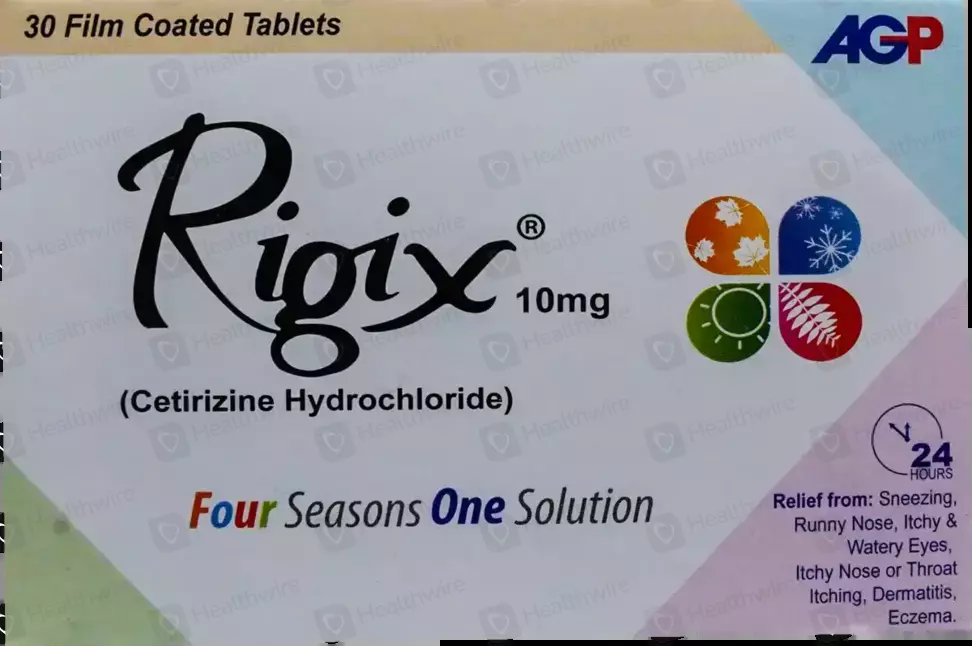 30 Film Coated Tablets
AGP
Rigix®
10mg
(Cetirizine Hydrochloride)
Four Seasons One Solution
24
HOURS
Relief from: Sneezing,
Runny Nose, Itchy &
Watery Eyes,
Itchy Nose or Throat
Itching, Dermatitis,
Eczema.
Healthwire